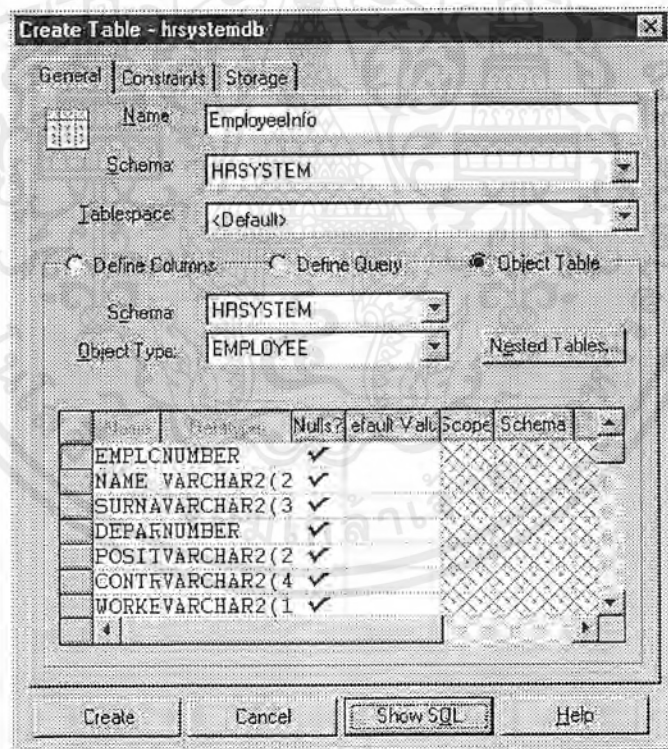 Create Table - hrsystemdb
General Constraints Storage
Name: EmployeeInfo
Schema: HRSYSTEM
Tablespace: <Default>
Define Columns Define Query Object Table
Schema: HRSYSTEM
Object Type: EMPLOYEE Nested Tables...
Name Datatype Nulls? efault Valu Scope Schema
EMPLCNUMBER
NAME VARCHAR2(2
SURNAVARCHAR2(3
DEPARNUMBER
POSITVARCHAR2(2
CONTRVARCHAR2(4
WORKEVARCHAR2(1
Create Cancel Show SQL Help